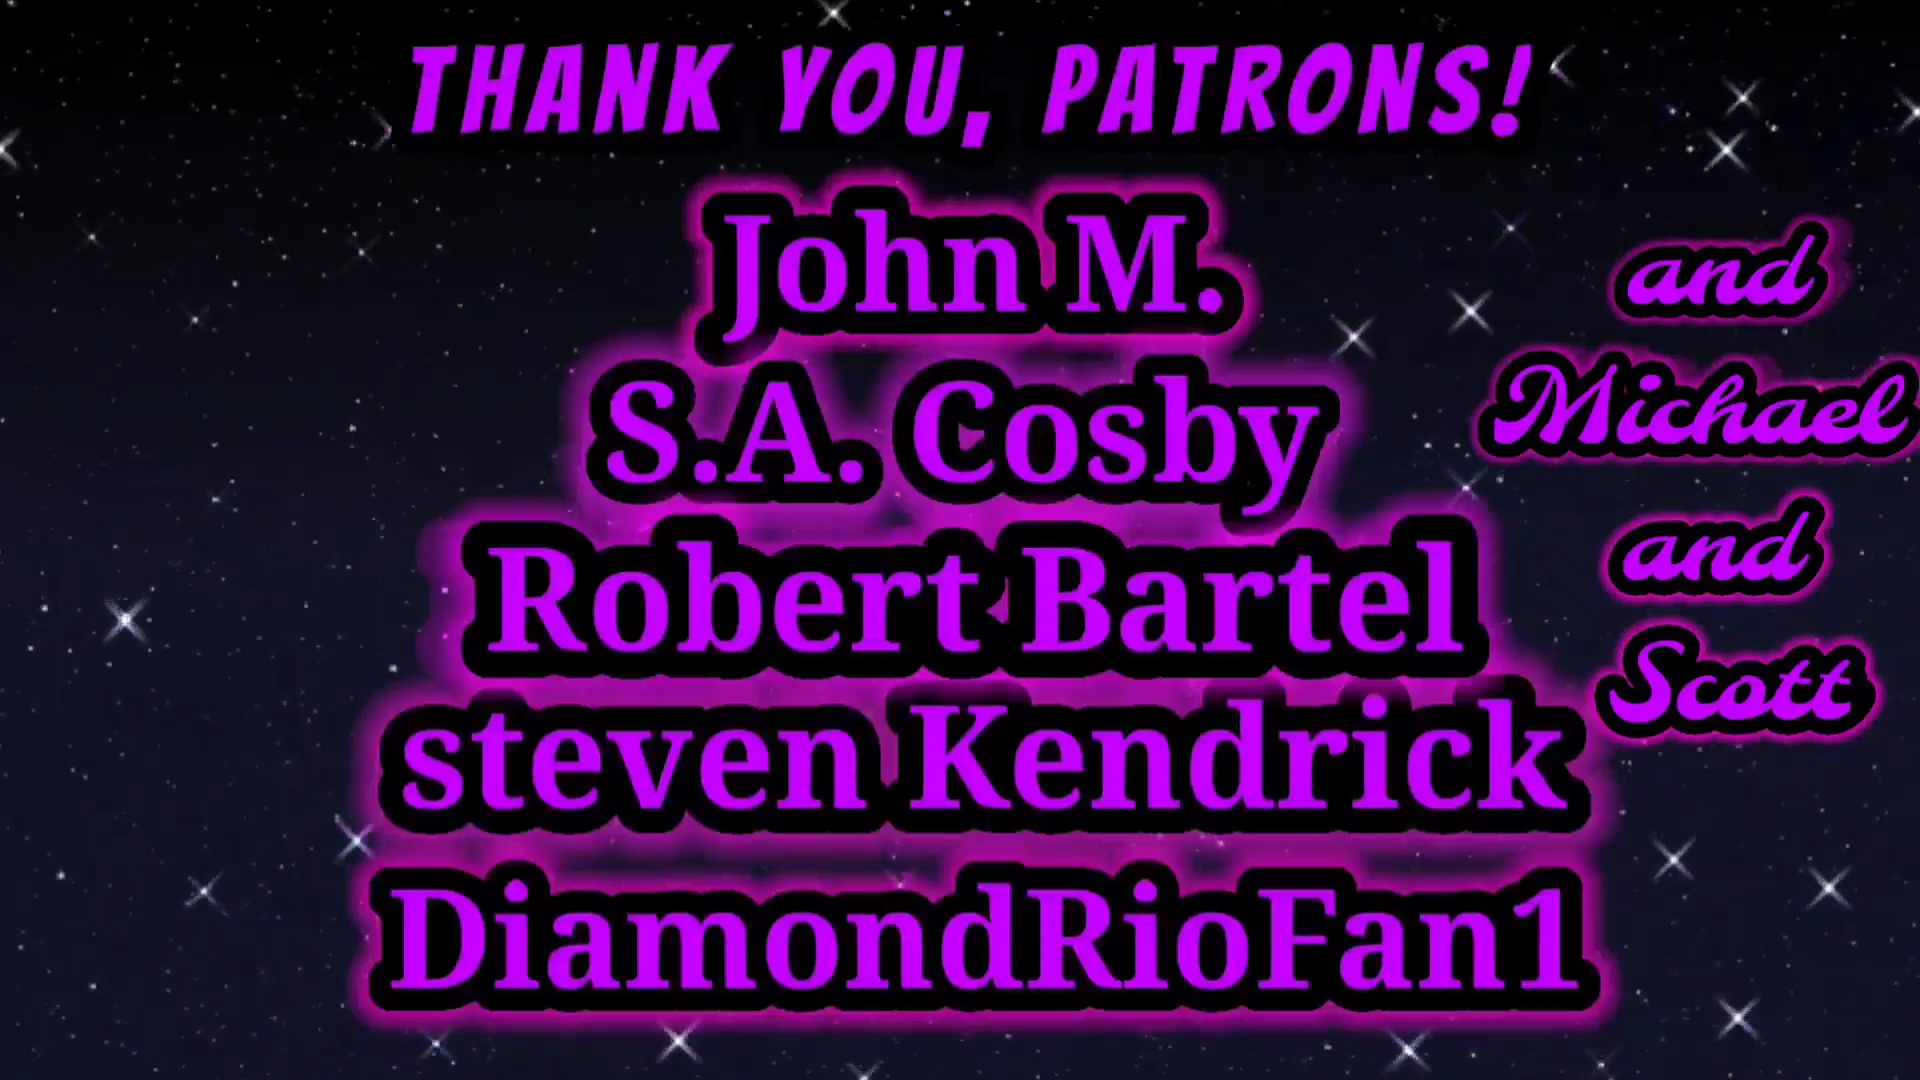 THANK YOU, PATRONS!
John M.
S.A. Cosby
Robert Bartel
steven Kendrick
DiamondRioFan1
and
Michael
and
Scott